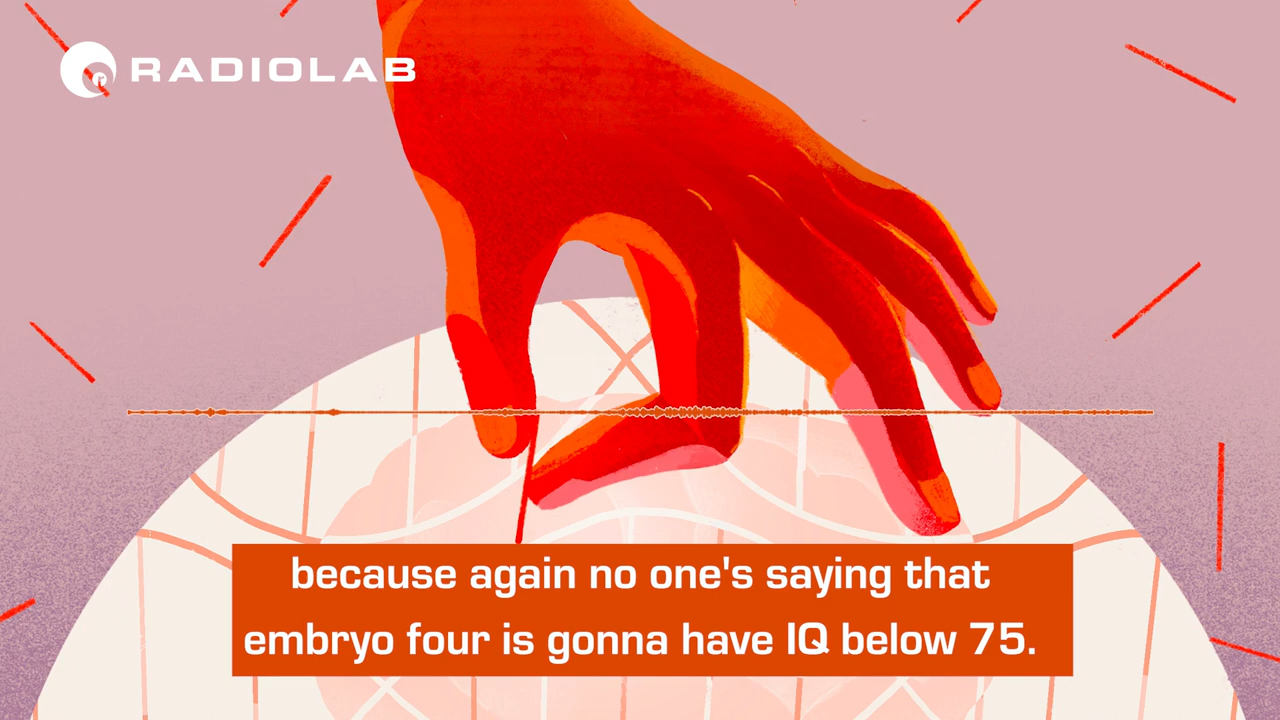 RADIOLAB
because again no one's saying that
embryo four is gonna have IQ below 75.